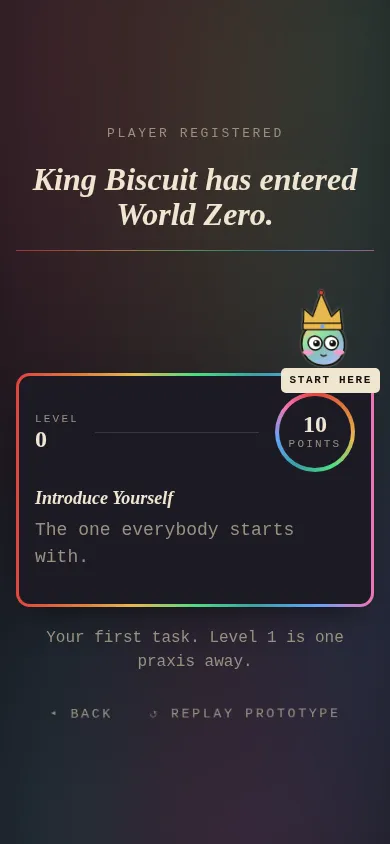 PLAYER REGISTERED
King Biscuit has entered
World Zero.
START HERE
LEVEL
0
10
POINTS
Introduce Yourself
The one everybody starts
with.
Your first task. Level 1 is one
praxis away.
◂ BACK
↺ REPLAY PROTOTYPE